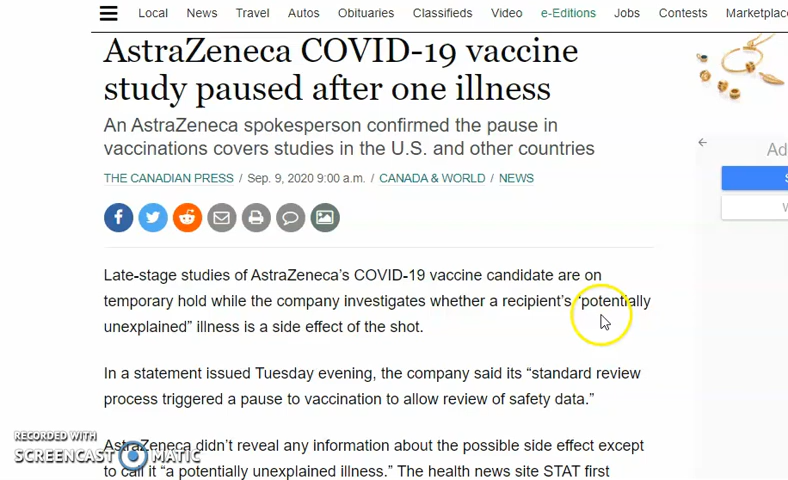 Local News Travel Autos Obituaries Classifieds Video e-Editions Jobs Contests Marketplace
AstraZeneca COVID-19 vaccine
study paused after one illness
An AstraZeneca spokesperson confirmed the pause in
vaccinations covers studies in the U.S. and other countries
THE CANADIAN PRESS / Sep. 9, 2020 9:00 a.m. / CANADA & WORLD / NEWS
Ad
Late-stage studies of AstraZeneca's COVID-19 vaccine candidate are on
temporary hold while the company investigates whether a recipient's "potentially
unexplained" illness is a side effect of the shot.
In a statement issued Tuesday evening, the company said its "standard review
process triggered a pause to vaccination to allow review of safety data."
RECORDED WITH
SCREENCAST MATIC
AstraZeneca didn't reveal any information about the possible side effect except
to call it "a potentially unexplained illness." The health news site STAT first